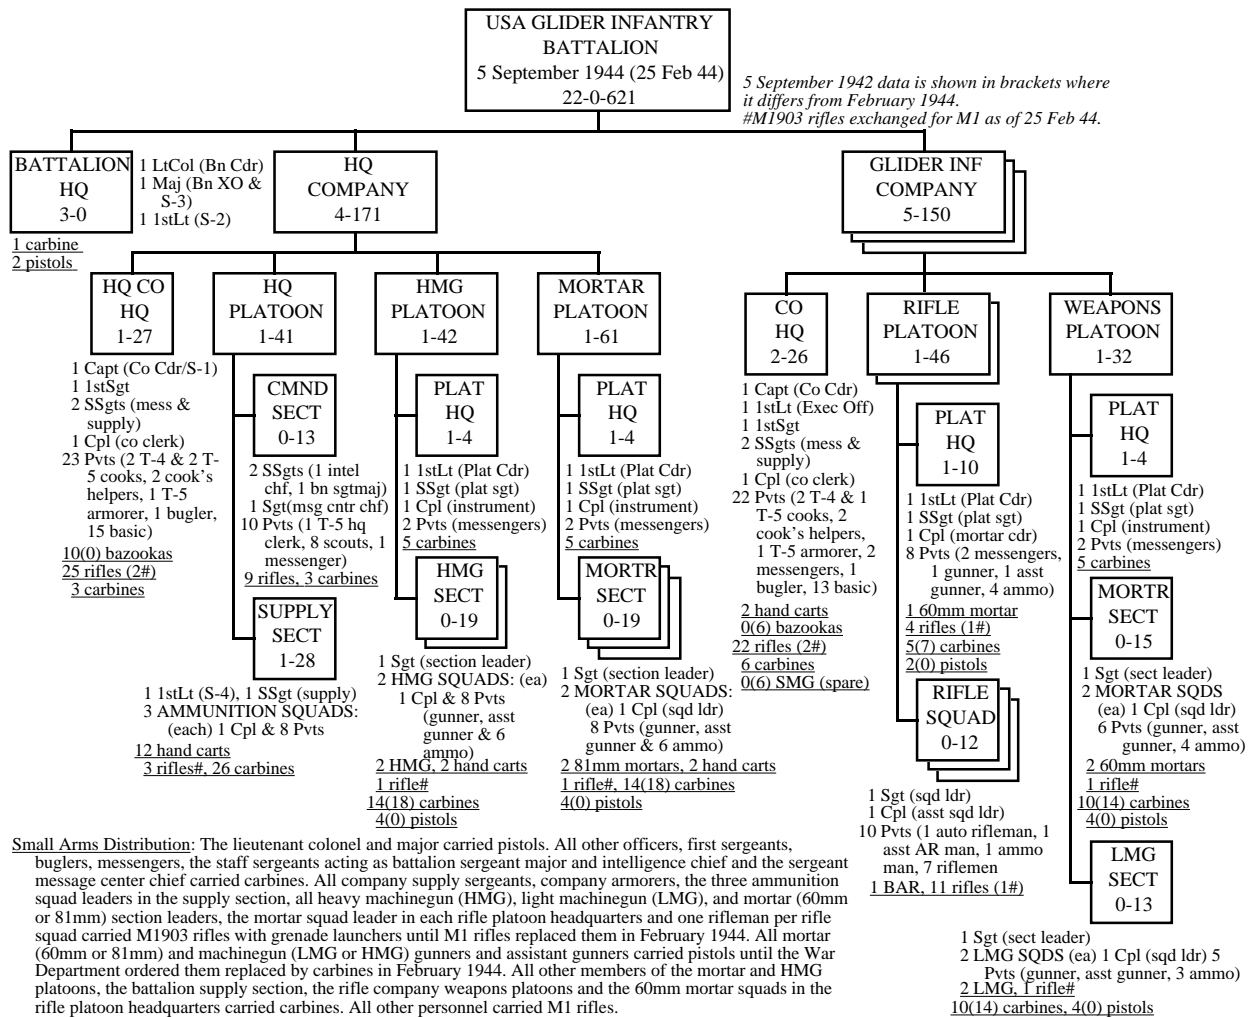 USA GLIDER INFANTRY
BATTALION
5 September 1944 (25 Feb 44)
22-0-621
5 September 1942 data is shown in brackets where
it differs from February 1944.
#M1903 rifles exchanged for M1 as of 25 Feb 44.
BATTALION
HQ
3-0
1 LtCol (Bn Cdr)
1 Maj (Bn XO &
S-3)
1 1stLt (S-2)
1 carbine
2 pistols
HQ
COMPANY
4-171
GLIDER INF
COMPANY
5-150
HQ CO
HQ
1-27
1 Capt (Co Cdr/S-1)
1 1stSgt
2 SSgts (mess &
supply)
1 Cpl (co clerk)
23 Pvts (2 T-4 & 2 T-
5 cooks, 2 cook's
helpers, 1 T-5
armorer, 1 bugler,
15 basic)
10(0) bazookas
25 rifles (2#)
3 carbines
HQ
PLATOON
1-41
CMND
SECT
0-13
2 SSgts (1 intel
chf, 1 bn sgtmaj)
1 Sgt(msg cntr chf)
10 Pvts (1 T-5 hq
clerk, 8 scouts, 1
messenger)
9 rifles, 3 carbines
SUPPLY
SECT
1-28
1 1stLt (S-4), 1 SSgt (supply)
3 AMMUNITION SQUADS:
(each) 1 Cpl & 8 Pvts
12 hand carts
3 rifles#, 26 carbines
HMG
PLATOON
1-42
PLAT
HQ
1-4
1 1stLt (Plat Cdr)
1 SSgt (plat sgt)
1 Cpl (instrument)
2 Pvts (messengers)
5 carbines
HMG
SECT
0-19
1 Sgt (section leader)
2 HMG SQUADS: (ea)
1 Cpl & 8 Pvts
(gunner, asst
gunner & 6
ammo)
2 HMG, 2 hand carts
1 rifle#
14(18) carbines
4(0) pistols
MORTAR
PLATOON
1-61
PLAT
HQ
1-4
1 1stLt (Plat Cdr)
1 SSgt (plat sgt)
1 Cpl (instrument)
2 Pvts (messengers)
5 carbines
MORTR
SECT
0-19
1 Sgt (section leader)
2 MORTAR SQUADS:
(ea) 1 Cpl (sqd ldr)
8 Pvts (gunner, asst
gunner & 6 ammo)
2 81mm mortars, 2 hand carts
1 rifle#, 14(18) carbines
4(0) pistols
CO
HQ
2-26
1 Capt (Co Cdr)
1 1stLt (Exec Off)
1 1stSgt
2 SSgts (mess &
supply)
1 Cpl (co clerk)
22 Pvts (2 T-4 & 1
T-5 cooks, 2
cook's helpers,
1 T-5 armorer, 2
messengers, 1
bugler, 13 basic)
2 hand carts
0(6) bazookas
22 rifles (2#)
6 carbines
0(6) SMG (spare)
RIFLE
PLATOON
1-46
PLAT
HQ
1-10
1 1stLt (Plat Cdr)
1 SSgt (plat sgt)
1 Cpl (mortar cdr)
8 Pvts (2 messengers,
1 gunner, 1 asst
gunner, 4 ammo)
1 60mm mortar
4 rifles (1#)
5(7) carbines
2(0) pistols
RIFLE
SQUAD
0-12
1 Sgt (sqd ldr)
1 Cpl (asst sqd ldr)
10 Pvts (1 auto rifleman, 1
asst AR man, 1 ammo
man, 7 riflemen
1 BAR, 11 rifles (1#)
WEAPONS
PLATOON
1-32
PLAT
HQ
1-4
1 1stLt (Plat Cdr)
1 SSgt (plat sgt)
1 Cpl (instrument)
2 Pvts (messengers)
5 carbines
MORTR
SECT
0-15
1 Sgt (sect leader)
2 MORTAR SQDS
(ea) 1 Cpl (sqd ldr)
6 Pvts (gunner, asst
gunner, 4 ammo)
2 60mm mortars
1 rifle#
10(14) carbines
4(0) pistols
LMG
SECT
0-13
1 Sgt (sect leader)
2 LMG SQDS (ea) 1 Cpl (sqd ldr) 5
Pvts (gunner, asst gunner, 3 ammo)
2 LMG, 1 rifle#
10(14) carbines, 4(0) pistols
Small Arms Distribution: The lieutenant colonel and major carried pistols. All other officers, first sergeants,
buglers, messengers, the staff sergeants acting as battalion sergeant major and intelligence chief and the sergeant
message center chief carried carbines. All company supply sergeants, company armorers, the three ammunition
squad leaders in the supply section, all heavy machinegun (HMG), light machinegun (LMG), and mortar (60mm
or 81mm) section leaders, the mortar squad leader in each rifle platoon headquarters and one rifleman per rifle
squad carried M1903 rifles with grenade launchers until M1 rifles replaced them in February 1944. All mortar
(60mm or 81mm) and machinegun (LMG or HMG) gunners and assistant gunners carried pistols until the War
Department ordered them replaced by carbines in February 1944. All other members of the mortar and HMG
platoons, the battalion supply section, the rifle company weapons platoons and the 60mm mortar squads in the
rifle platoon headquarters carried carbines. All other personnel carried M1 rifles.